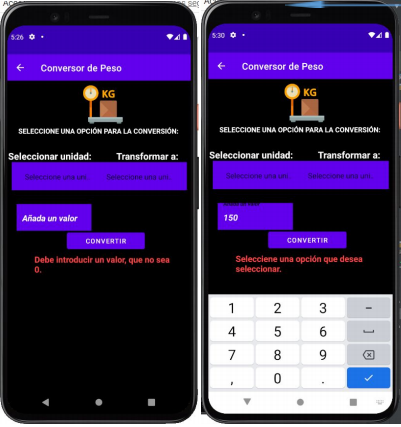 5:26
Conversor de Peso
KG
SELECCIONE UNA OPCIÓN PARA LA CONVERSIÓN:
Seleccionar unidad: Transformar a:
Seleccione una uni... Seleccione una uni...
Añada un valor
CONVERTIR
Debe introducir un valor, que no sea
0.
5:30
Conversor de Peso
KG
SELECCIONE UNA OPCIÓN PARA LA CONVERSIÓN:
Seleccionar unidad: Transformar a:
Seleccione una uni... Seleccione una uni...
150
CONVERTIR
Selecciene una opción que desea
seleccionar.
1 2 3 –
4 5 6
7 8 9
, 0 .